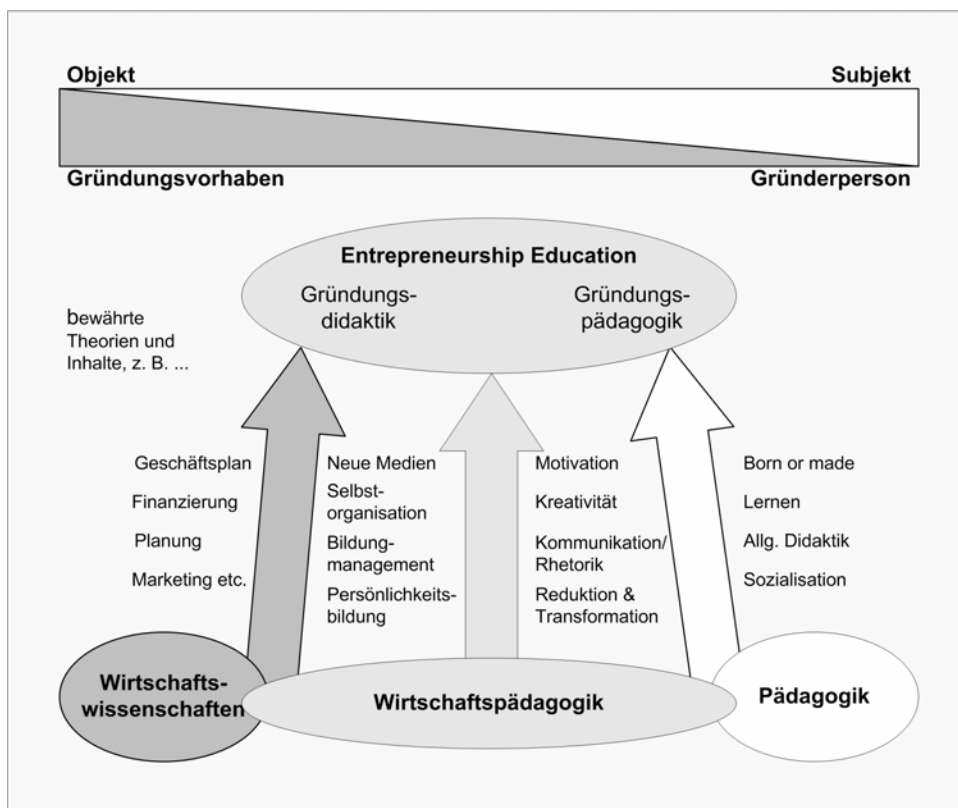 Objekt
Subjekt
Gründungsvorhaben
Gründerperson
Entrepreneurship Education
Gründungs-
didaktik
Gründungs-
pädagogik
bewährte
Theorien und
Inhalte, z. B. ...
Geschäftsplan
Finanzierung
Planung
Marketing etc.
Neue Medien
Selbst-
organisation
Bildung-
management
Persönlichkeits-
bildung
Motivation
Kreativität
Kommunikation/
Rhetorik
Reduktion &
Transformation
Born or made
Lernen
Allg. Didaktik
Sozialisation
Wirtschafts-
wissenschaften
Wirtschaftspädagogik
Pädagogik